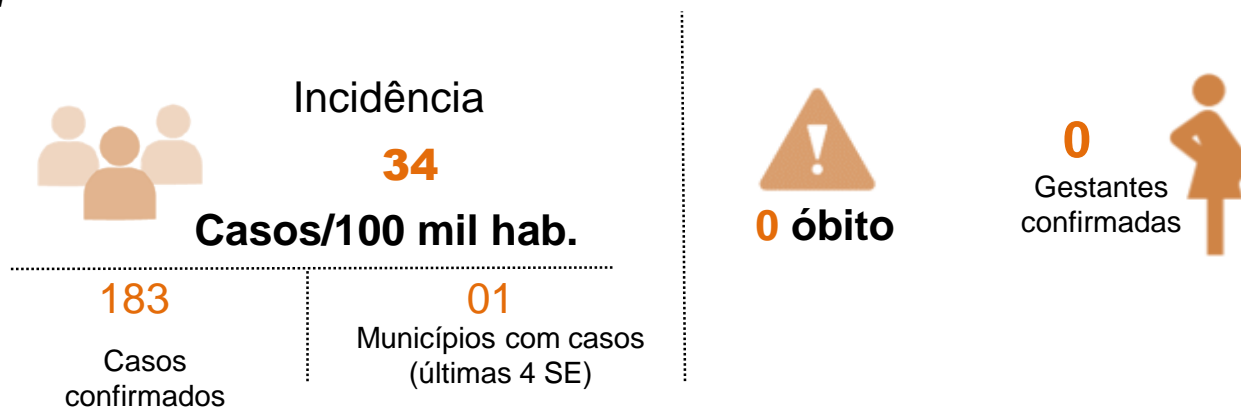 Incidência
34
Casos/100 mil hab.
183
Casos
confirmados
01
Municípios com casos
(últimas 4 SE)
0 óbito
0
Gestantes
confirmadas